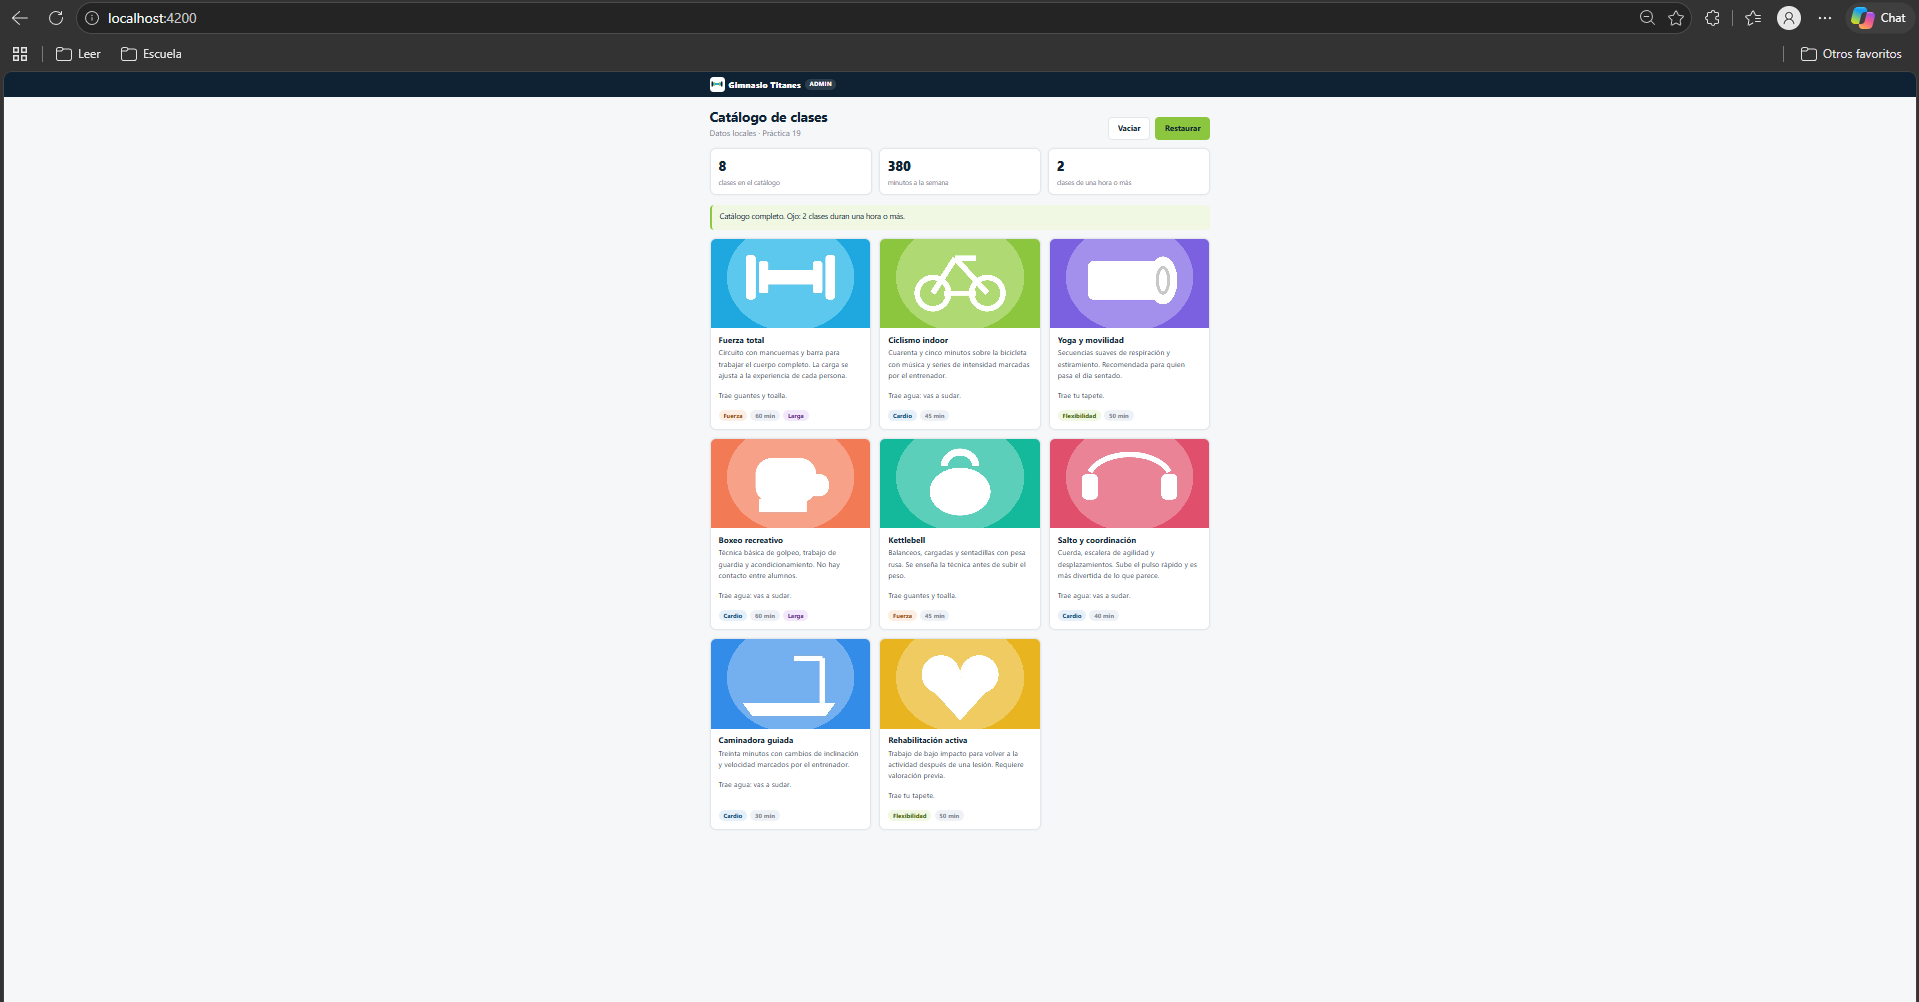 localhost:4200
Chat
Leer
Escuela
Otros favoritos
Gimnasio Titanes ADMIN
Catálogo de clases
Datos locales · Práctica 19
Vaciar
Restaurar
8
clases en el catálogo
380
minutos a la semana
2
clases de una hora o más
Catálogo completo. Ojo: 2 clases duran una hora o más.
Fuerza total
Circuito con mancuernas y barra para
trabajar el cuerpo completo. La carga se
ajusta a la experiencia de cada persona.
Trae guantes y toalla.
Fuerza 60 min Larga
Ciclismo indoor
Cuarenta y cinco minutos sobre la bicicleta
con música y series de intensidad marcadas
por el entrenador.
Trae agua: vas a sudar.
Cardio 45 min
Yoga y movilidad
Secuencias suaves de respiración y
estiramiento. Recomendada para quien
pasa el día sentado.
Trae tu tapete.
Flexibilidad 50 min
Boxeo recreativo
Técnica básica de golpeo, trabajo de
guardia y acondicionamiento. No hay
contacto entre alumnos.
Trae agua: vas a sudar.
Cardio 60 min Larga
Kettlebell
Balanceos, cargadas y sentadillas con pesa
rusa. Se enseña la técnica antes de subir el
peso.
Trae guantes y toalla.
Fuerza 45 min
Salto y coordinación
Cuerda, escalera de agilidad y
desplazamientos. Sube el pulso rápido y es
más divertida de lo que parece.
Trae agua: vas a sudar.
Cardio 40 min
Caminadora guiada
Treinta minutos con cambios de inclinación
y velocidad marcados por el entrenador.
Trae agua: vas a sudar.
Cardio 30 min
Rehabilitación activa
Trabajo de bajo impacto para volver a la
actividad después de una lesión. Requiere
valoración previa.
Trae tu tapete.
Flexibilidad 50 min